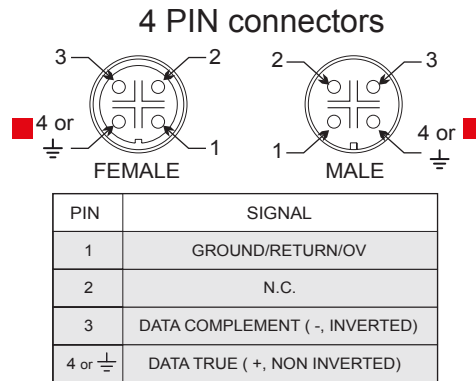 4 PIN connectors
3 2 2 3
4 or ⏚ 1 1 4 or ⏚
FEMALE MALE
PIN SIGNAL
1 GROUND/RETURN/OV
2 N.C.
3 DATA COMPLEMENT ( -, INVERTED)
4 or ⏚ DATA TRUE ( +, NON INVERTED)